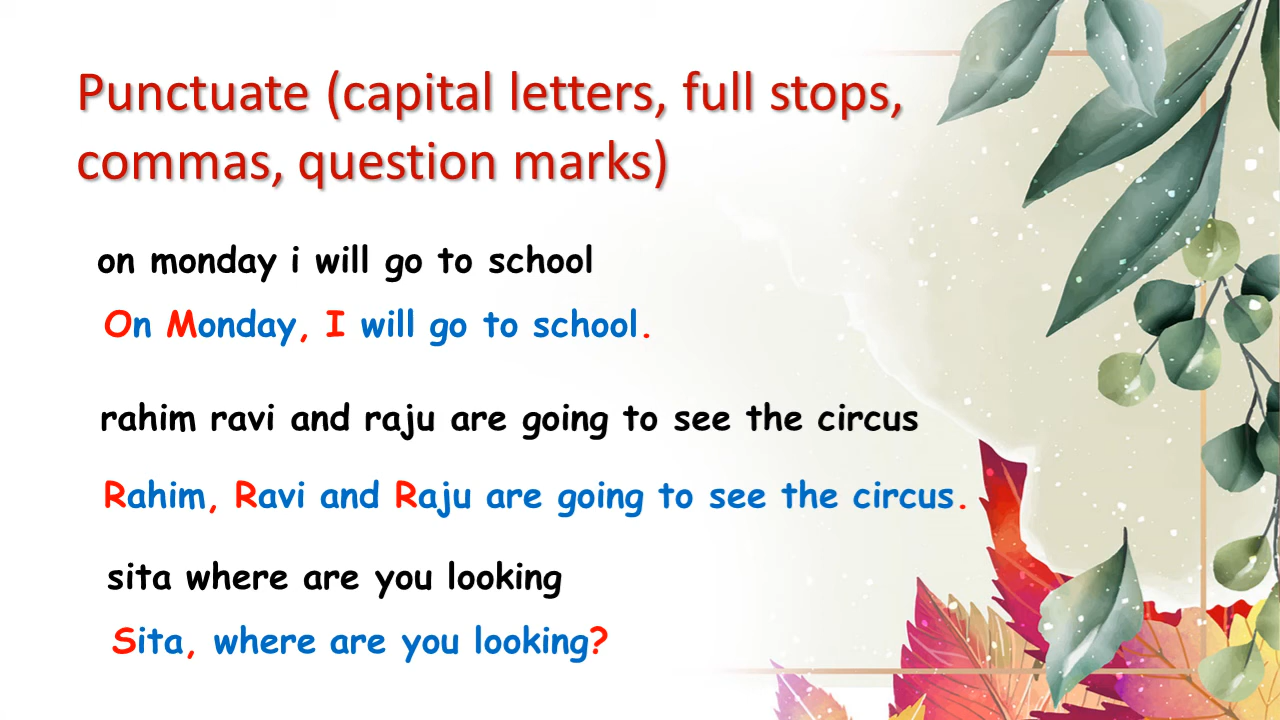 Punctuate (capital letters, full stops,
commas, question marks)
on monday i will go to school
On Monday, I will go to school.
rahim ravi and raju are going to see the circus
Rahim, Ravi and Raju are going to see the circus.
sita where are you looking
Sita, where are you looking?